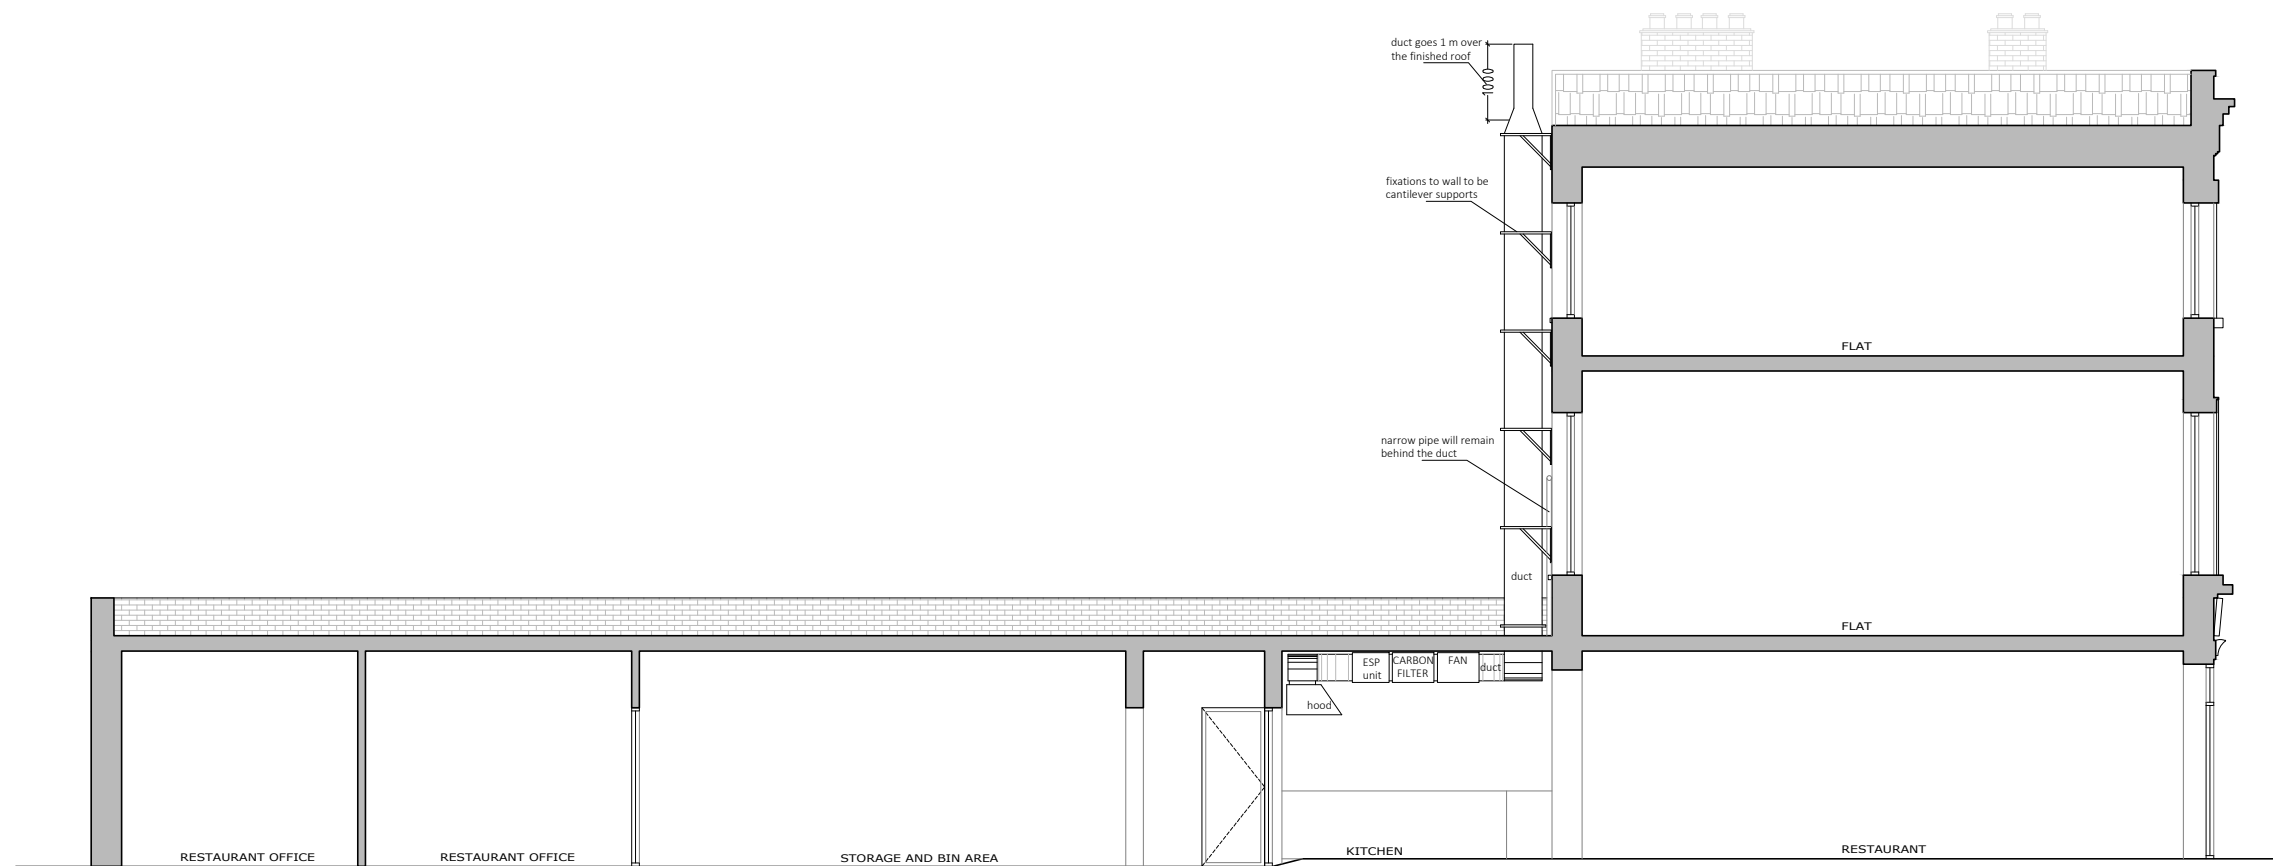 duct goes 1 m over
the finished roof
1000
fixations to wall to be
cantilever supports
FLAT
narrow pipe will remain
behind the duct
duct
FLAT
ESP
unit
CARBON
FILTER
FAN
duct
hood
RESTAURANT OFFICE
RESTAURANT OFFICE
STORAGE AND BIN AREA
KITCHEN
RESTAURANT